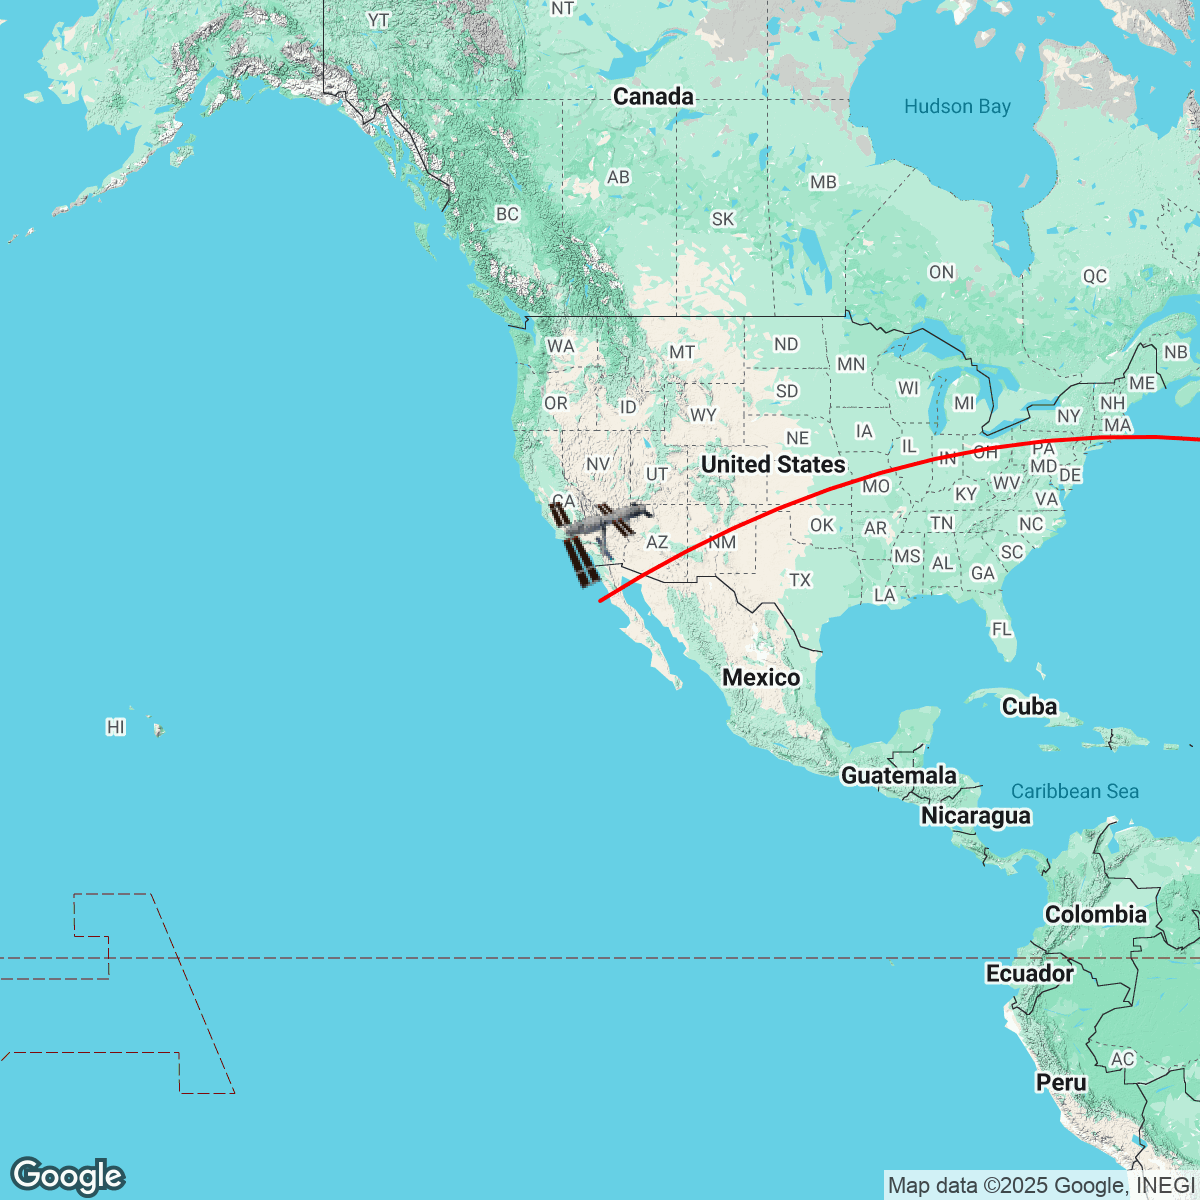 NT
YT
Canada
Hudson Bay
AB
MB
BC
SK
ON
QC
WA
MT
ND
MN
NB
OR
ID
WY
SD
WI
MI
ME
NH
NY
MA
NE
IA
IL
IN
OH
PA
NV
UT
United States
MD
DE
CA
MO
KY
WV
VA
AZ
NM
OK
AR
TN
NC
MS
AL
SC
GA
TX
LA
FL
Mexico
Cuba
HI
Guatemala
Caribbean Sea
Nicaragua
Colombia
Ecuador
AC
Peru
Google
Map data ©2025 Google, INEGI